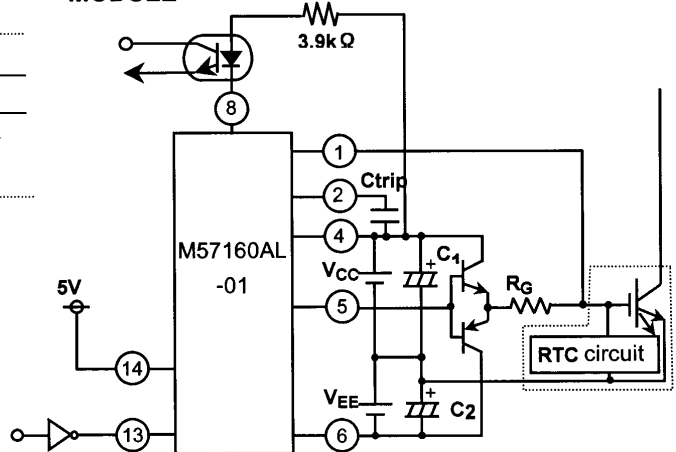 3.9kΩ
8
1
2
Ctrip
4
M57160AL
-01
VCC
C1
5V
5
RG
RTC circuit
14
VEE
C2
13
6